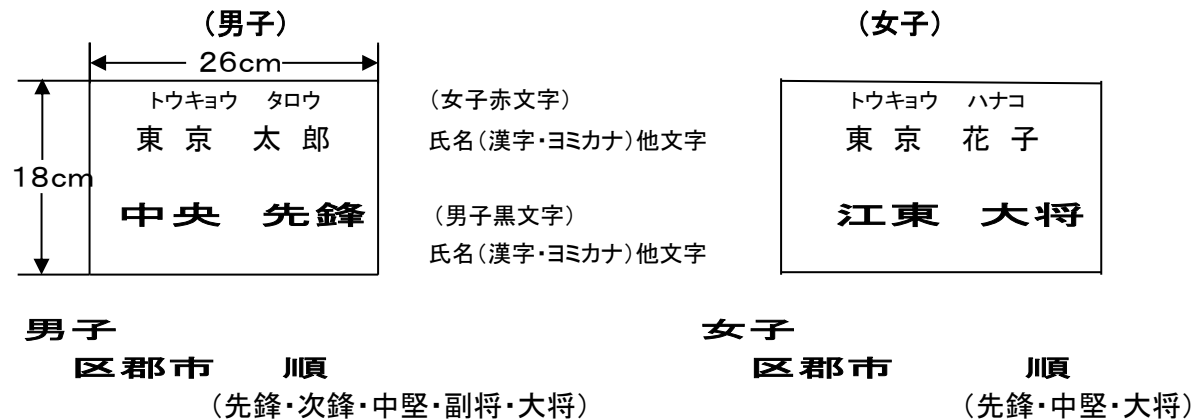 (男子)
(女子)
26cm
18cm
トウキョウ タロウ
東 京 太 郎
中央 先鋒
(女子赤文字)
氏名(漢字・ヨミカナ)他文字
(男子黒文字)
氏名(漢字・ヨミカナ)他文字
トウキョウ ハナコ
東 京 花 子
江東 大将
男子
区郡市 順
(先鋒・次鋒・中堅・副将・大将)
女子
区郡市 順
(先鋒・中堅・大将)